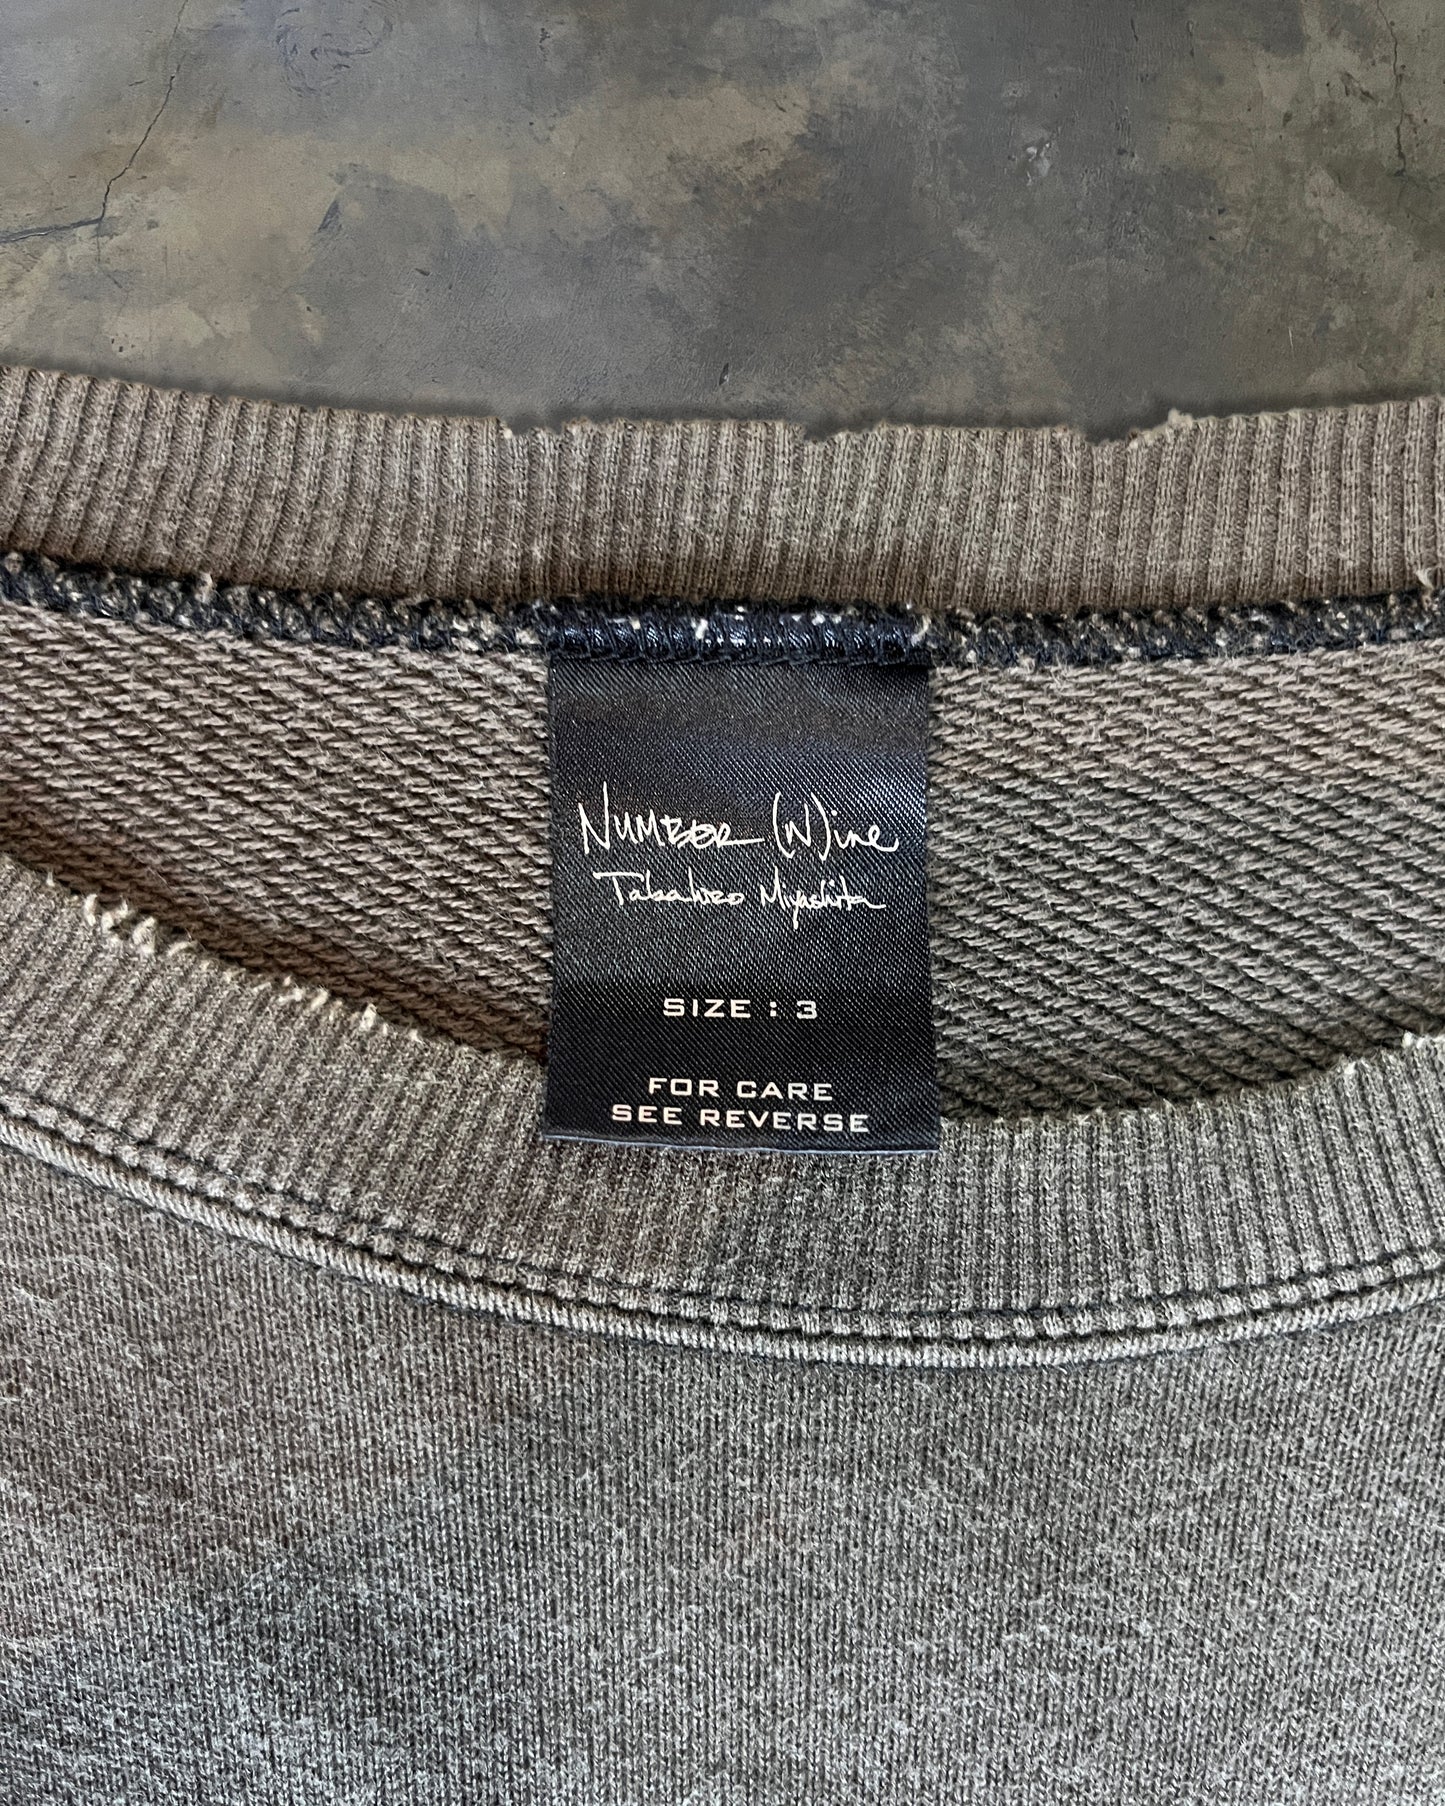 NUMBER (N)ine
Takahiro Miyashita
SIZE : 3
FOR CARE
SEE REVERSE